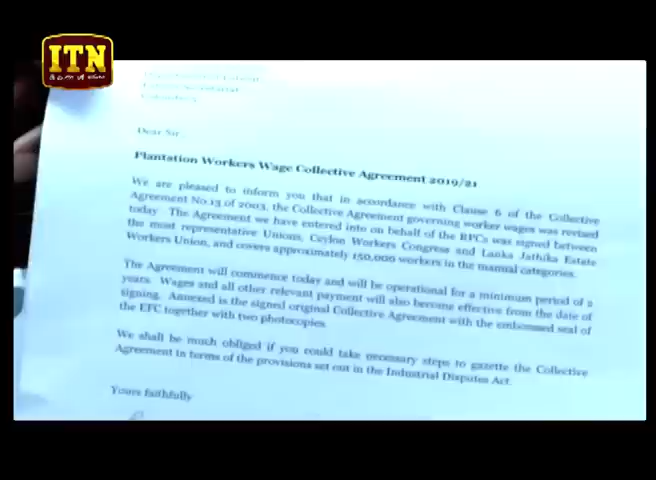 ITN
Dear Sir
Plantation Workers Wage Collective Agreement 2019/21
We are pleased to inform you that in accordance with Clause 6 of the Collective
Agreement No.13 of 2003, the Collective Agreement governing worker wages was revised
today. The Agreement we have entered into on behalf of the RPCs was signed between
the most representative Unions, Ceylon Workers Congress and Lanka Jathika Estate
Workers Union, and covers approximately 150,000 workers in the manual categories.
The Agreement will commence today and will be operational for a minimum period of 2
years. Wages and all other relevant payment will also become effective from the date of
signing. Annexed is the signed original Collective Agreement with the embossed seal of
the EFC together with two photocopies.
We shall be much obliged if you could take necessary steps to gazette the Collective
Agreement in terms of the provisions set out in the Industrial Disputes Act.
Yours faithfully